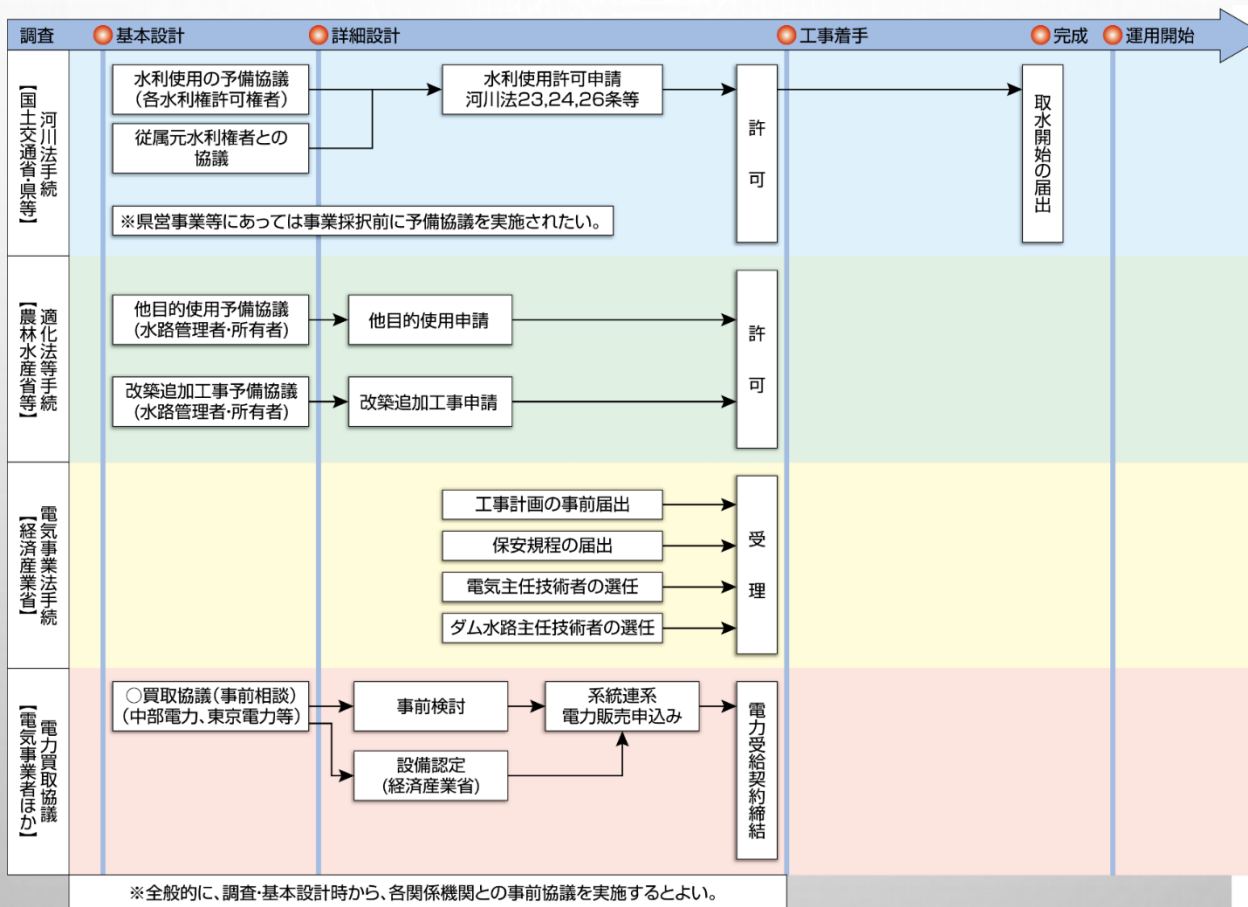 調査
基本設計
詳細設計
工事着手
完成
運用開始
河川法手続
【国土交通省・県等】
水利使用の予備協議
(各水利権許可権者)
従属元水利権者との
協議
水利使用許可申請
河川法23,24,26条等
許可
取水開始の届出
※県営事業等にあっては事業採択前に予備協議を実施されたい。
適化法等手続
【農林水産省等】
他目的使用予備協議
(水路管理者・所有者)
他目的使用申請
改築追加工事予備協議
(水路管理者・所有者)
改築追加工事申請
許可
電気事業法手続
【経済産業省】
工事計画の事前届出
保安規程の届出
電気主任技術者の選任
ダム水路主任技術者の選任
受理
電力買取協議
【電気事業者ほか】
○買取協議(事前相談)
(中部電力、東京電力等)
事前検討
系統連系
電力販売申込み
設備認定
(経済産業省)
電力受給契約締結
※全般的に、調査・基本設計時から、各関係機関との事前協議を実施するとよい。